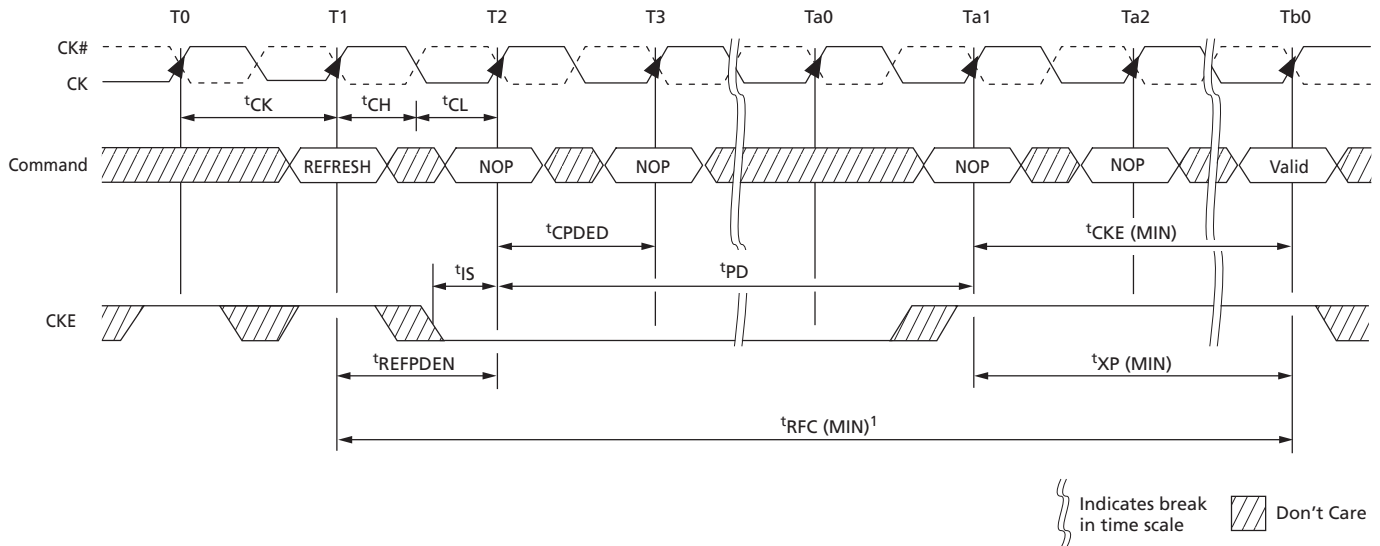 T0 T1 T2 T3 Ta0 Ta1 Ta2 Tb0
CK#
CK
tCK tCH tCL
Command REFRESH NOP NOP NOP NOP Valid
tCPDED tCKE (MIN)
tIS tPD
CKE
tREFPDEN tXP (MIN)
tRFC (MIN)1
Indicates break
in time scale
Don't Care